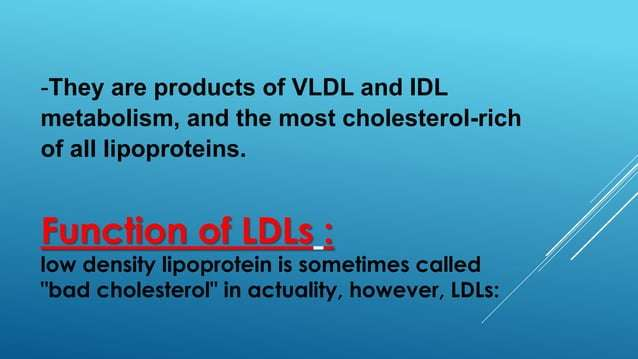 -They are products of VLDL and IDL
metabolism, and the most cholesterol-rich
of all lipoproteins.
Function of LDLs :
low density lipoprotein is sometimes called
"bad cholesterol" in actuality, however, LDLs: